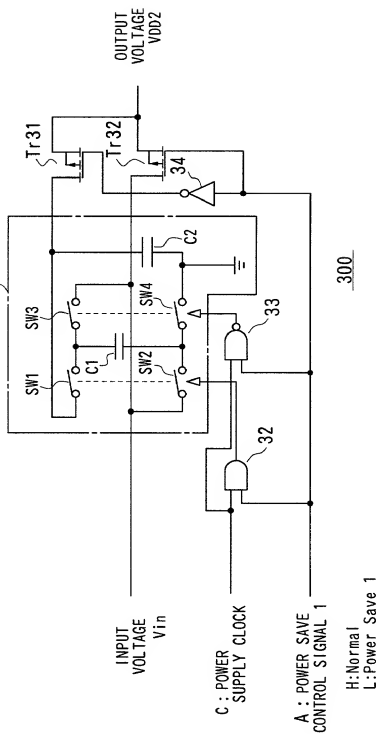 OUTPUT
VOLTAGE
VDD2
Tr31
Tr32
34
C2
SW3
SW4
C1
SW1
SW2
33
32
300
INPUT
VOLTAGE
Vin
C : POWER
SUPPLY CLOCK
A : POWER SAVE
CONTROL SIGNAL 1
H:Normal
L:Power Save 1